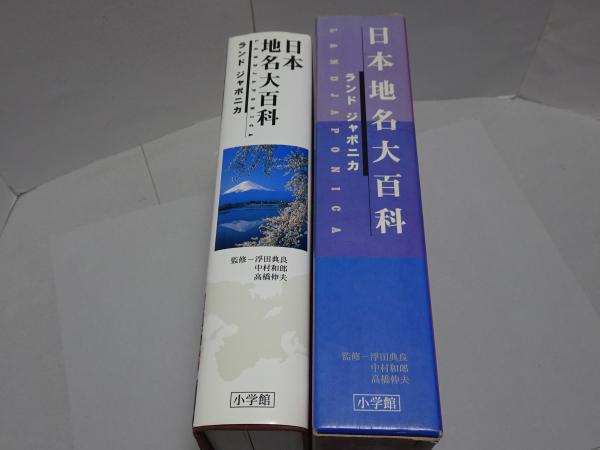 日本
地名大百科
ランド ジャポニカ
LANDJAPONICA
監修―浮田典良
中村和郎
高橋伸夫
小学館
日本地名大百科
ランド ジャポニカ
LANDJAPONICA
監修―浮田典良
中村和郎
高橋伸夫
小学館